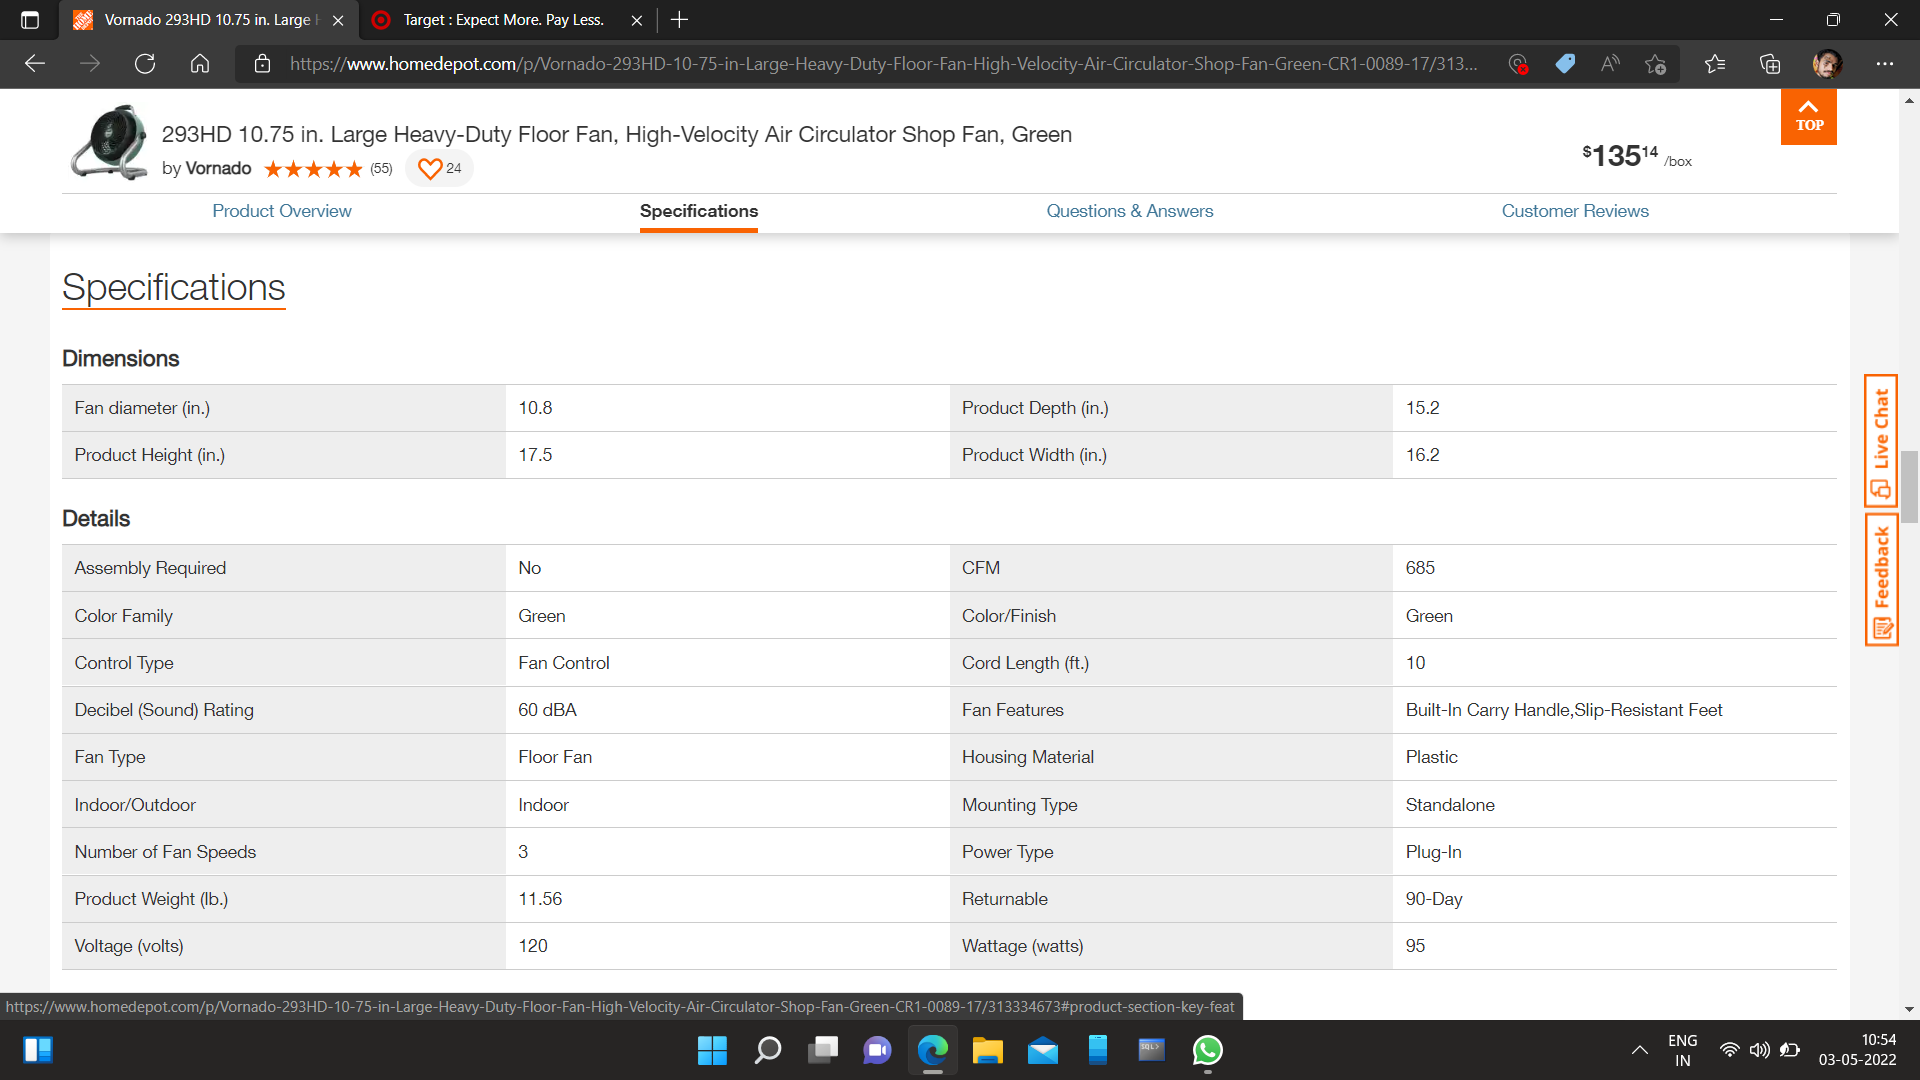 Vornado 293HD 10.75 in. Large H
Target : Expect More. Pay Less.
https://www.homedepot.com/p/Vornado-293HD-10-75-in-Large-Heavy-Duty-Floor-Fan-High-Velocity-Air-Circulator-Shop-Fan-Green-CR1-0089-17/313...
293HD 10.75 in. Large Heavy-Duty Floor Fan, High-Velocity Air Circulator Shop Fan, Green
by Vornado (55) 24
$135 14 /box
TOP
Product Overview Specifications Questions & Answers Customer Reviews
Specifications
Dimensions
Fan diameter (in.) 10.8 Product Depth (in.) 15.2
Product Height (in.) 17.5 Product Width (in.) 16.2
Details
Assembly Required No CFM 685
Color Family Green Color/Finish Green
Control Type Fan Control Cord Length (ft.) 10
Decibel (Sound) Rating 60 dBA Fan Features Built-In Carry Handle,Slip-Resistant Feet
Fan Type Floor Fan Housing Material Plastic
Indoor/Outdoor Indoor Mounting Type Standalone
Number of Fan Speeds 3 Power Type Plug-In
Product Weight (lb.) 11.56 Returnable 90-Day
Voltage (volts) 120 Wattage (watts) 95
Live Chat
Feedback
https://www.homedepot.com/p/Vornado-293HD-10-75-in-Large-Heavy-Duty-Floor-Fan-High-Velocity-Air-Circulator-Shop-Fan-Green-CR1-0089-17/313334673#product-section-key-feat
SQL>
ENG
IN
10:54
03-05-2022